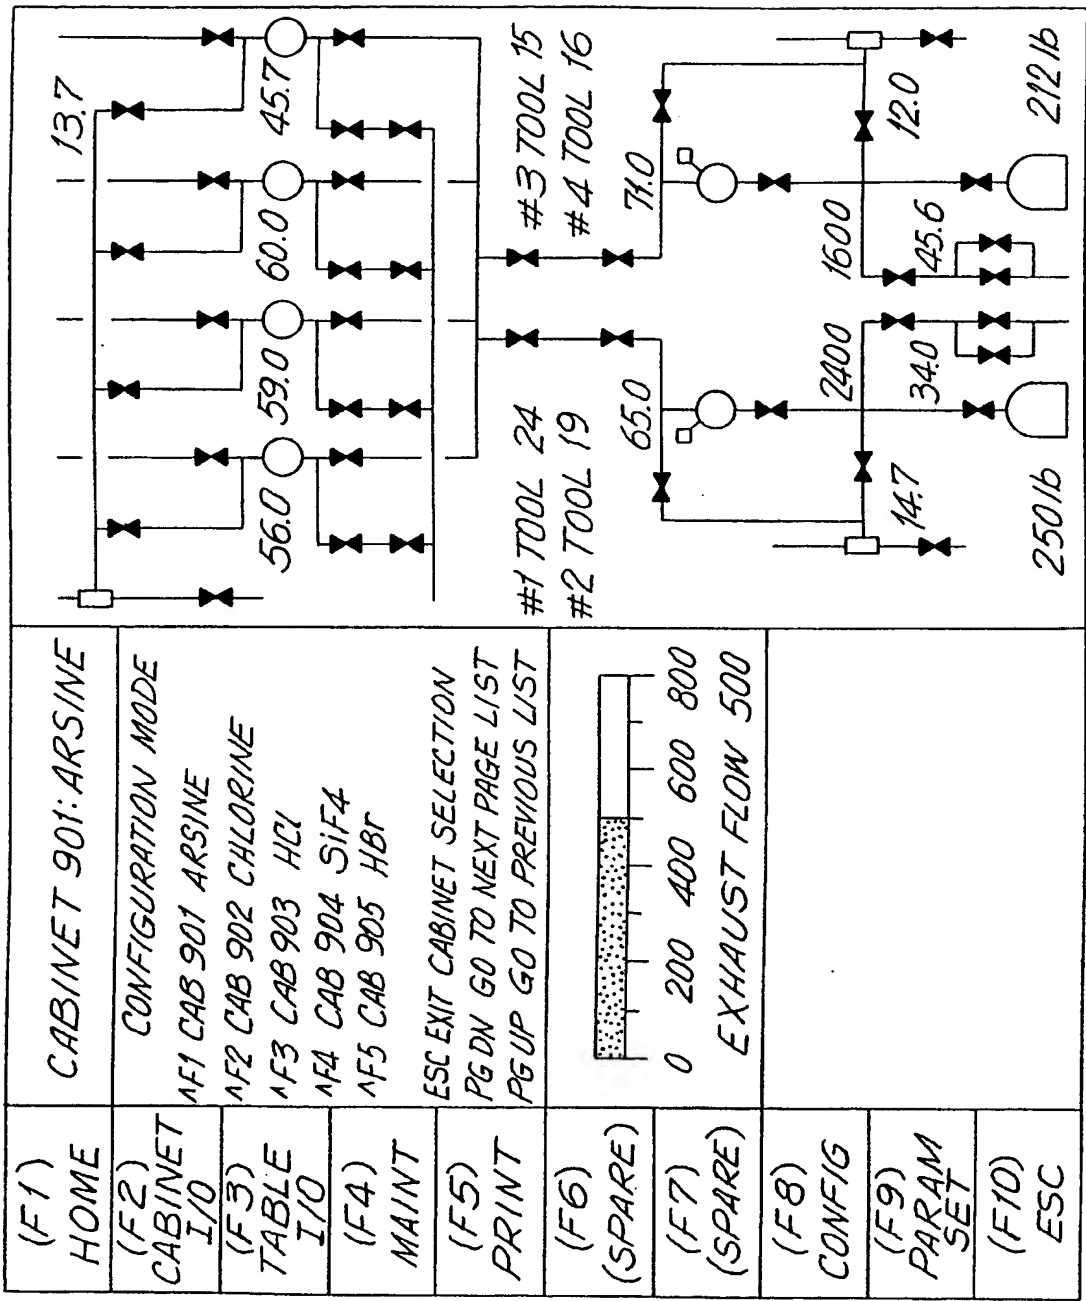 (F1)
HOME
(F2)
CABINET
I/O
(F3)
TABLE
I/O
(F4)
MAINT
(F5)
PRINT
(F6)
(SPARE)
(F7)
(SPARE)
(F8)
CONFIG
(F9)
PARAM
SET
(F10)
ESC
CABINET 901: ARSINE
CONFIGURATION MODE
^F1 CAB 901 ARSINE
^F2 CAB 902 CHLORINE
^F3 CAB 903 HCl
^F4 CAB 904 SiF4
^F5 CAB 905 HBr
ESC EXIT CABINET SELECTION
PG DN GO TO NEXT PAGE LIST
PG UP GO TO PREVIOUS LIST
0 200 400 600 800
EXHAUST FLOW 500
13.7
56.0 59.0 60.0 45.7
#1 TOOL 24 #3 TOOL 15
#2 TOOL 19 #4 TOOL 16
65.0 71.0
2400 1600
14.7 34.0 45.6 12.0
250 lb 212 lb